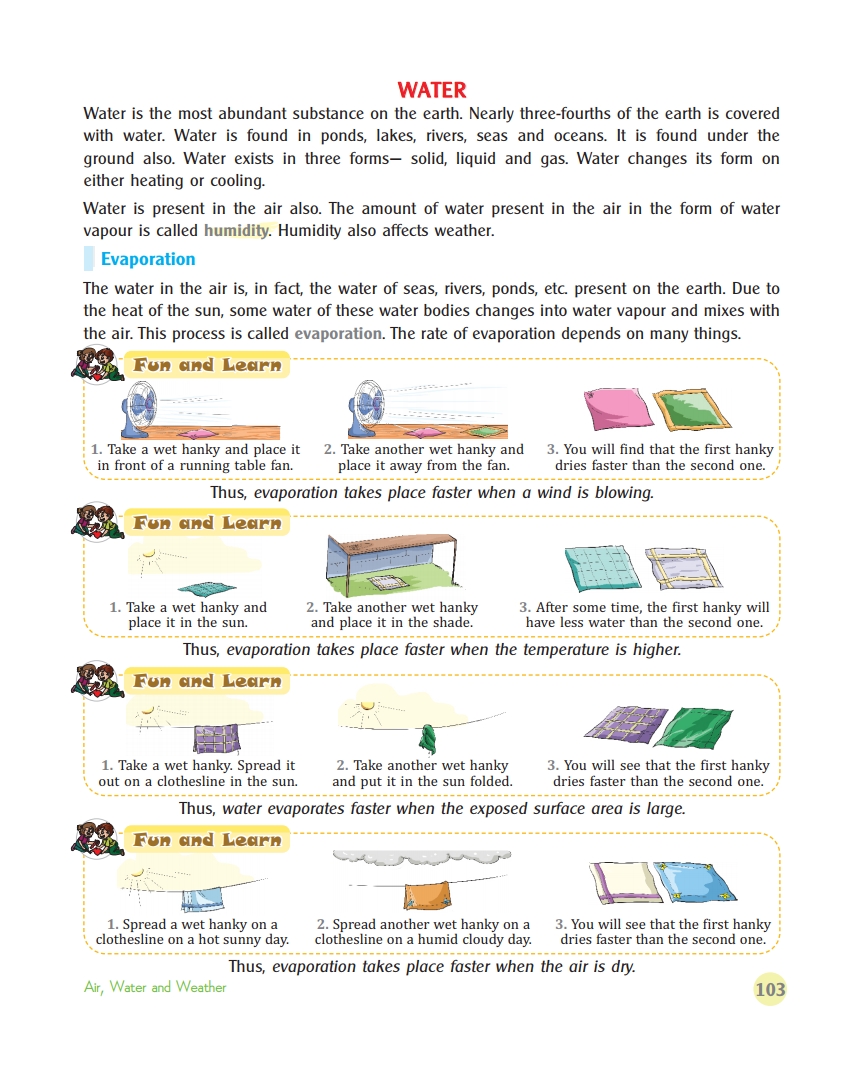 WATER
Water is the most abundant substance on the earth. Nearly three-fourths of the earth is covered
with water. Water is found in ponds, lakes, rivers, seas and oceans. It is found under the
ground also. Water exists in three forms— solid, liquid and gas. Water changes its form on
either heating or cooling.
Water is present in the air also. The amount of water present in the air in the form of water
vapour is called humidity. Humidity also affects weather.
Evaporation
The water in the air is, in fact, the water of seas, rivers, ponds, etc. present on the earth. Due to
the heat of the sun, some water of these water bodies changes into water vapour and mixes with
the air. This process is called evaporation. The rate of evaporation depends on many things.
Fun and Learn
1. Take a wet hanky and place it
in front of a running table fan.
2. Take another wet hanky and
place it away from the fan.
3. You will find that the first hanky
dries faster than the second one.
Thus, evaporation takes place faster when a wind is blowing.
Fun and Learn
1. Take a wet hanky and
place it in the sun.
2. Take another wet hanky
and place it in the shade.
3. After some time, the first hanky will
have less water than the second one.
Thus, evaporation takes place faster when the temperature is higher.
Fun and Learn
1. Take a wet hanky. Spread it
out on a clothesline in the sun.
2. Take another wet hanky
and put it in the sun folded.
3. You will see that the first hanky
dries faster than the second one.
Thus, water evaporates faster when the exposed surface area is large.
Fun and Learn
1. Spread a wet hanky on a
clothesline on a hot sunny day.
2. Spread another wet hanky on a
clothesline on a humid cloudy day.
3. You will see that the first hanky
dries faster than the second one.
Thus, evaporation takes place faster when the air is dry.
Air, Water and Weather
103